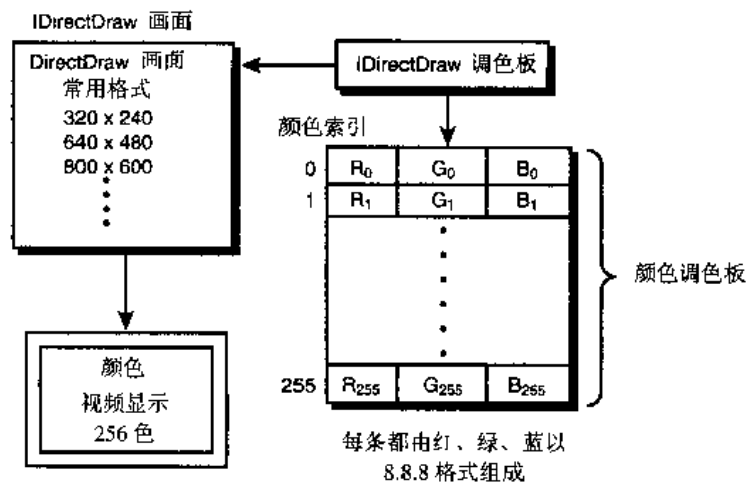 IDirectDraw 画面
DirectDraw 画面
常用格式
320 x 240
640 x 480
800 x 600
IDirectDraw 调色板
颜色索引
0 R₀ G₀ B₀
1 R₁ G₁ B₁
255 R₂₅₅ G₂₅₅ B₂₅₅
颜色调色板
颜色
视频显示
256 色
每条都由红、绿、蓝以
8.8.8 格式组成